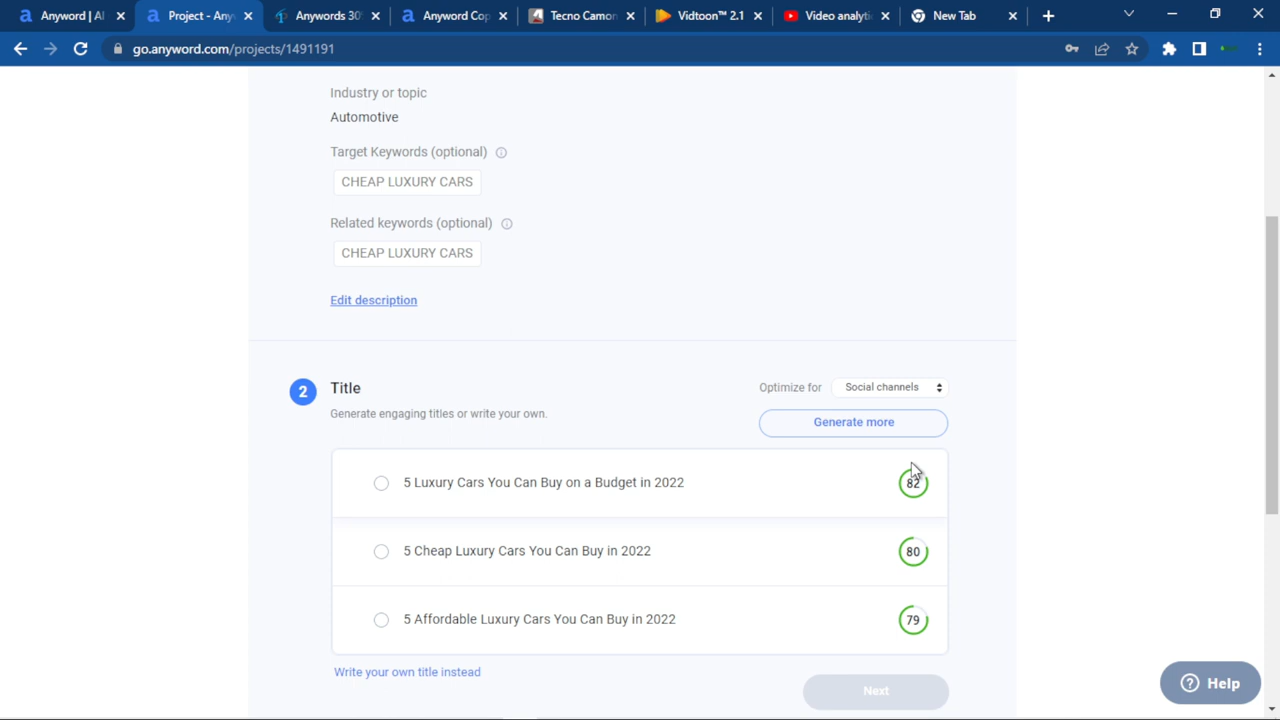 Anyword | AI
Project - Any
Anywords 30
Anyword Cop
Tecno Camon
Vidtoon™ 2.1
Video analyti
New Tab
go.anyword.com/projects/1491191
Industry or topic
Automotive
Target Keywords (optional)
CHEAP LUXURY CARS
Related keywords (optional)
CHEAP LUXURY CARS
Edit description
2 Title
Optimize for Social channels
Generate engaging titles or write your own.
Generate more
5 Luxury Cars You Can Buy on a Budget in 2022 82
5 Cheap Luxury Cars You Can Buy in 2022 80
5 Affordable Luxury Cars You Can Buy in 2022 79
Write your own title instead
Next
Help